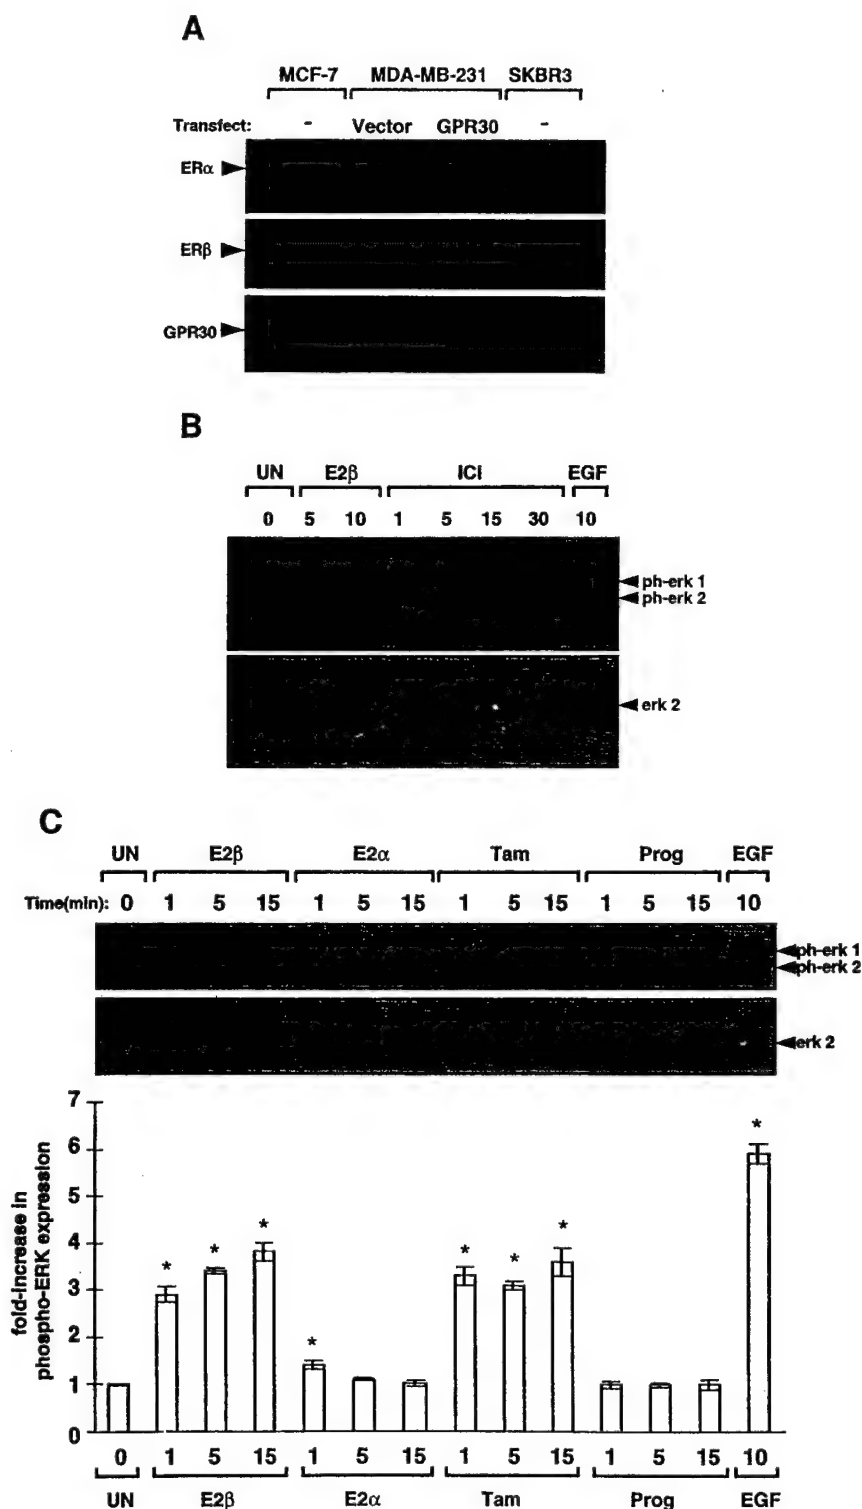 A
MCF-7 MDA-MB-231 SKBR3
Transfect: - Vector GPR30 -
ERα
ERβ
GPR30
B
UN E2β ICI EGF
0 5 10 1 5 15 30 10
ph-erk 1
ph-erk 2
erk 2
C
UN E2β E2α Tam Prog EGF
Time(min): 0 1 5 15 1 5 15 1 5 15 1 5 15 10
ph-erk 1
ph-erk 2
erk 2
fold-increase in
phospho-ERK expression
7
6
5
4
3
2
1
0
* * * * * * * *
0 1 5 15 1 5 15 1 5 15 1 5 15 10
UN E2β E2α Tam Prog EGF